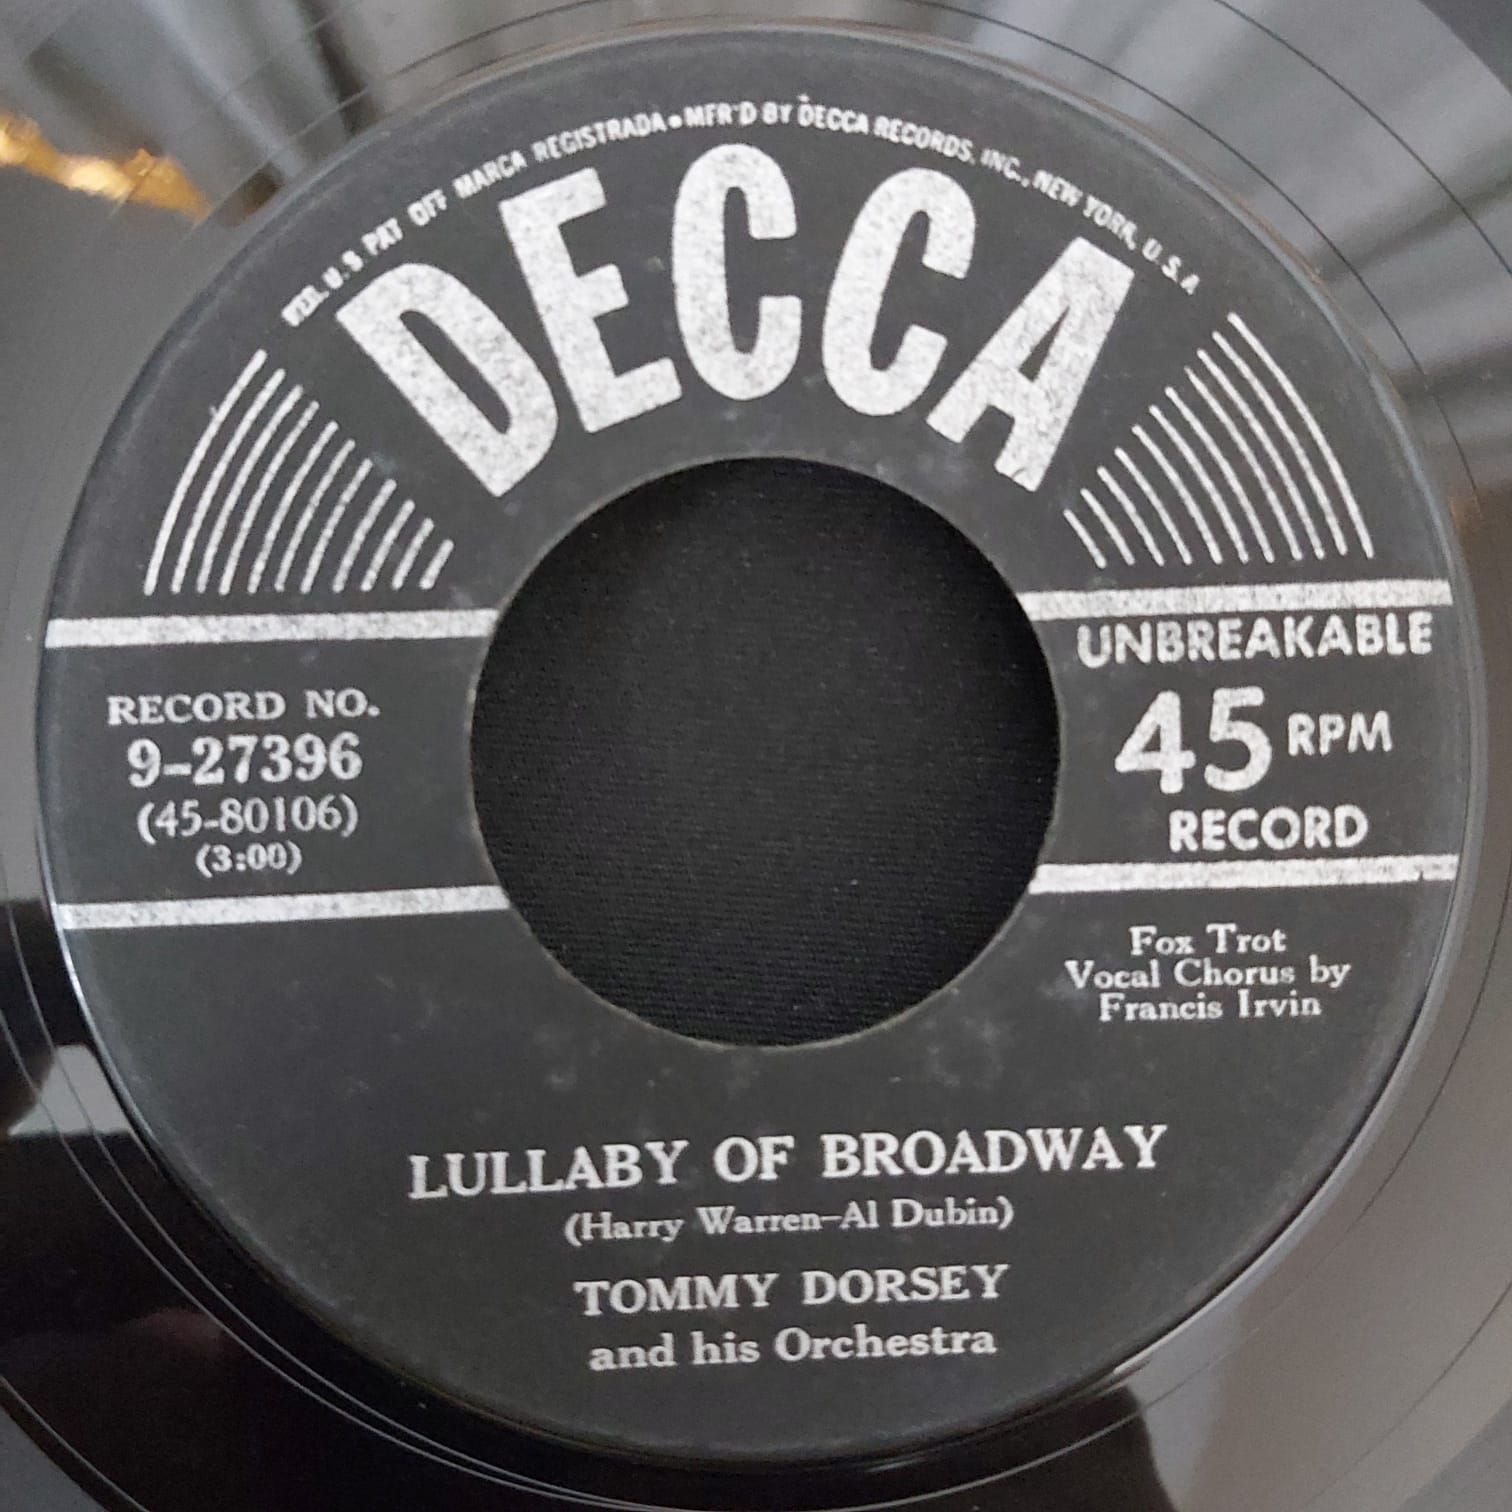 REG. U.S. PAT OFF MARCA REGISTRADA • MFR'D BY DECCA RECORDS, INC., NEW YORK, U.S.A
DECCA
RECORD NO.
9-27396
(45-80106)
(3:00)
UNBREAKABLE
45 RPM
RECORD
Fox Trot
Vocal Chorus by
Francis Irvin
LULLABY OF BROADWAY
(Harry Warren-Al Dubin)
TOMMY DORSEY
and his Orchestra